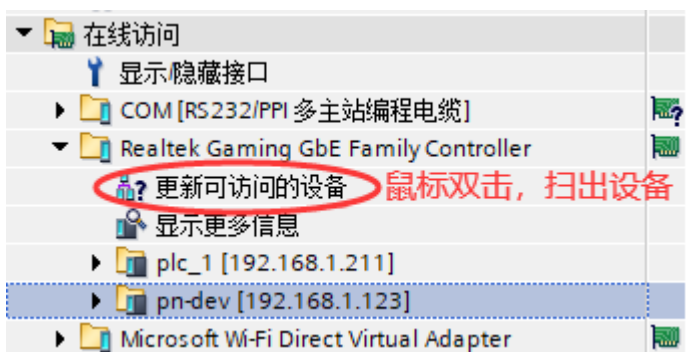 在线访问
显示/隐藏接口
COM [RS232/PPI 多主站编程电缆]
Realtek Gaming GbE Family Controller
更新可访问的设备 鼠标双击，扫出设备
显示更多信息
plc_1 [192.168.1.211]
pn-dev [192.168.1.123]
Microsoft Wi-Fi Direct Virtual Adapter